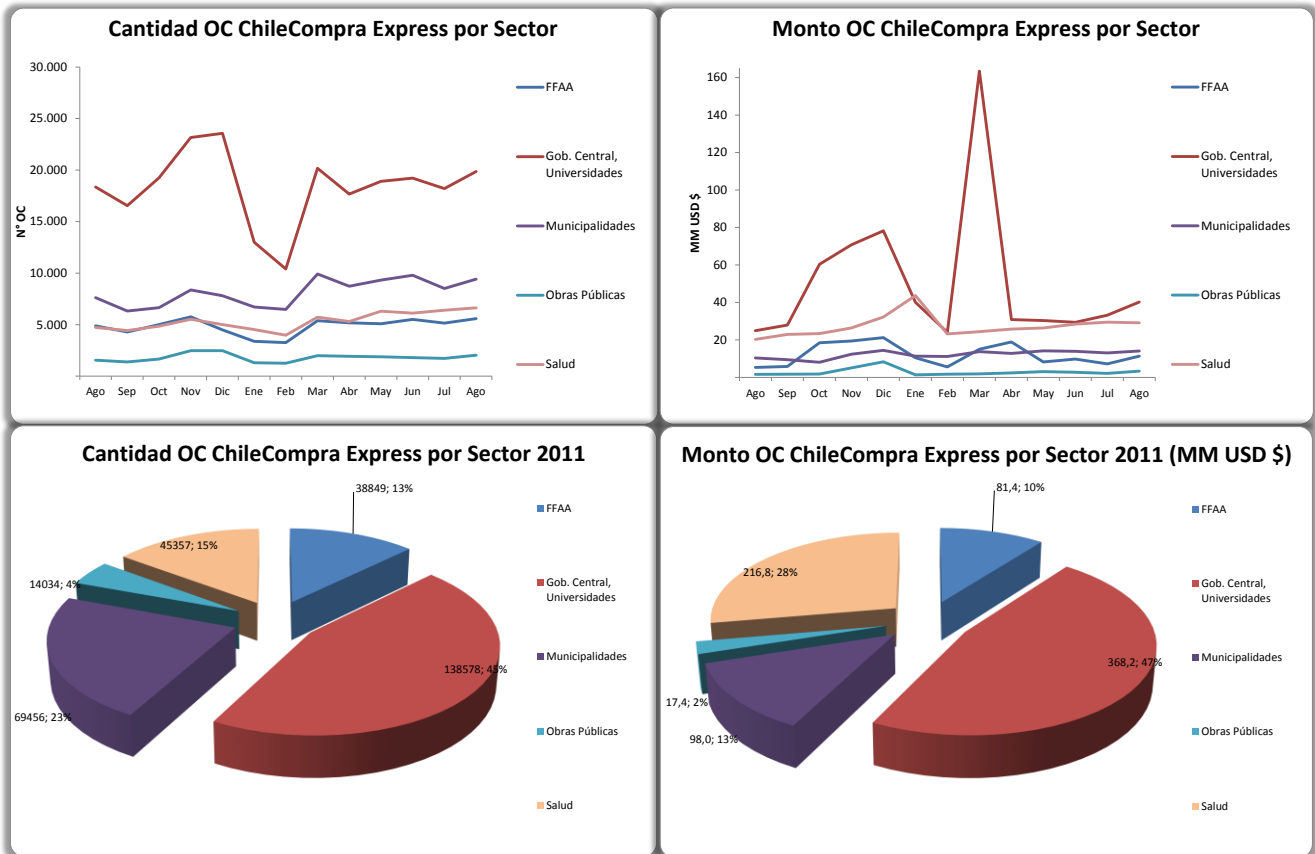 Cantidad OC ChileCompra Express por Sector
30.000
25.000
20.000
15.000
10.000
5.000
N° OC
Ago Sep Oct Nov Dic Ene Feb Mar Abr May Jun Jul Ago
FFAA
Gob. Central,
Universidades
Municipalidades
Obras Públicas
Salud
Monto OC ChileCompra Express por Sector
160
140
120
100
80
60
40
20
MM USD $
Ago Sep Oct Nov Dic Ene Feb Mar Abr May Jun Jul Ago
FFAA
Gob. Central,
Universidades
Municipalidades
Obras Públicas
Salud
Cantidad OC ChileCompra Express por Sector 2011
38849; 13%
45357; 15%
14034; 4%
138578; 45%
69456; 23%
FFAA
Gob. Central,
Universidades
Municipalidades
Obras Públicas
Salud
Monto OC ChileCompra Express por Sector 2011 (MM USD $)
81,4; 10%
216,8; 28%
368,2; 47%
17,4; 2%
98,0; 13%
FFAA
Gob. Central,
Universidades
Municipalidades
Obras Públicas
Salud